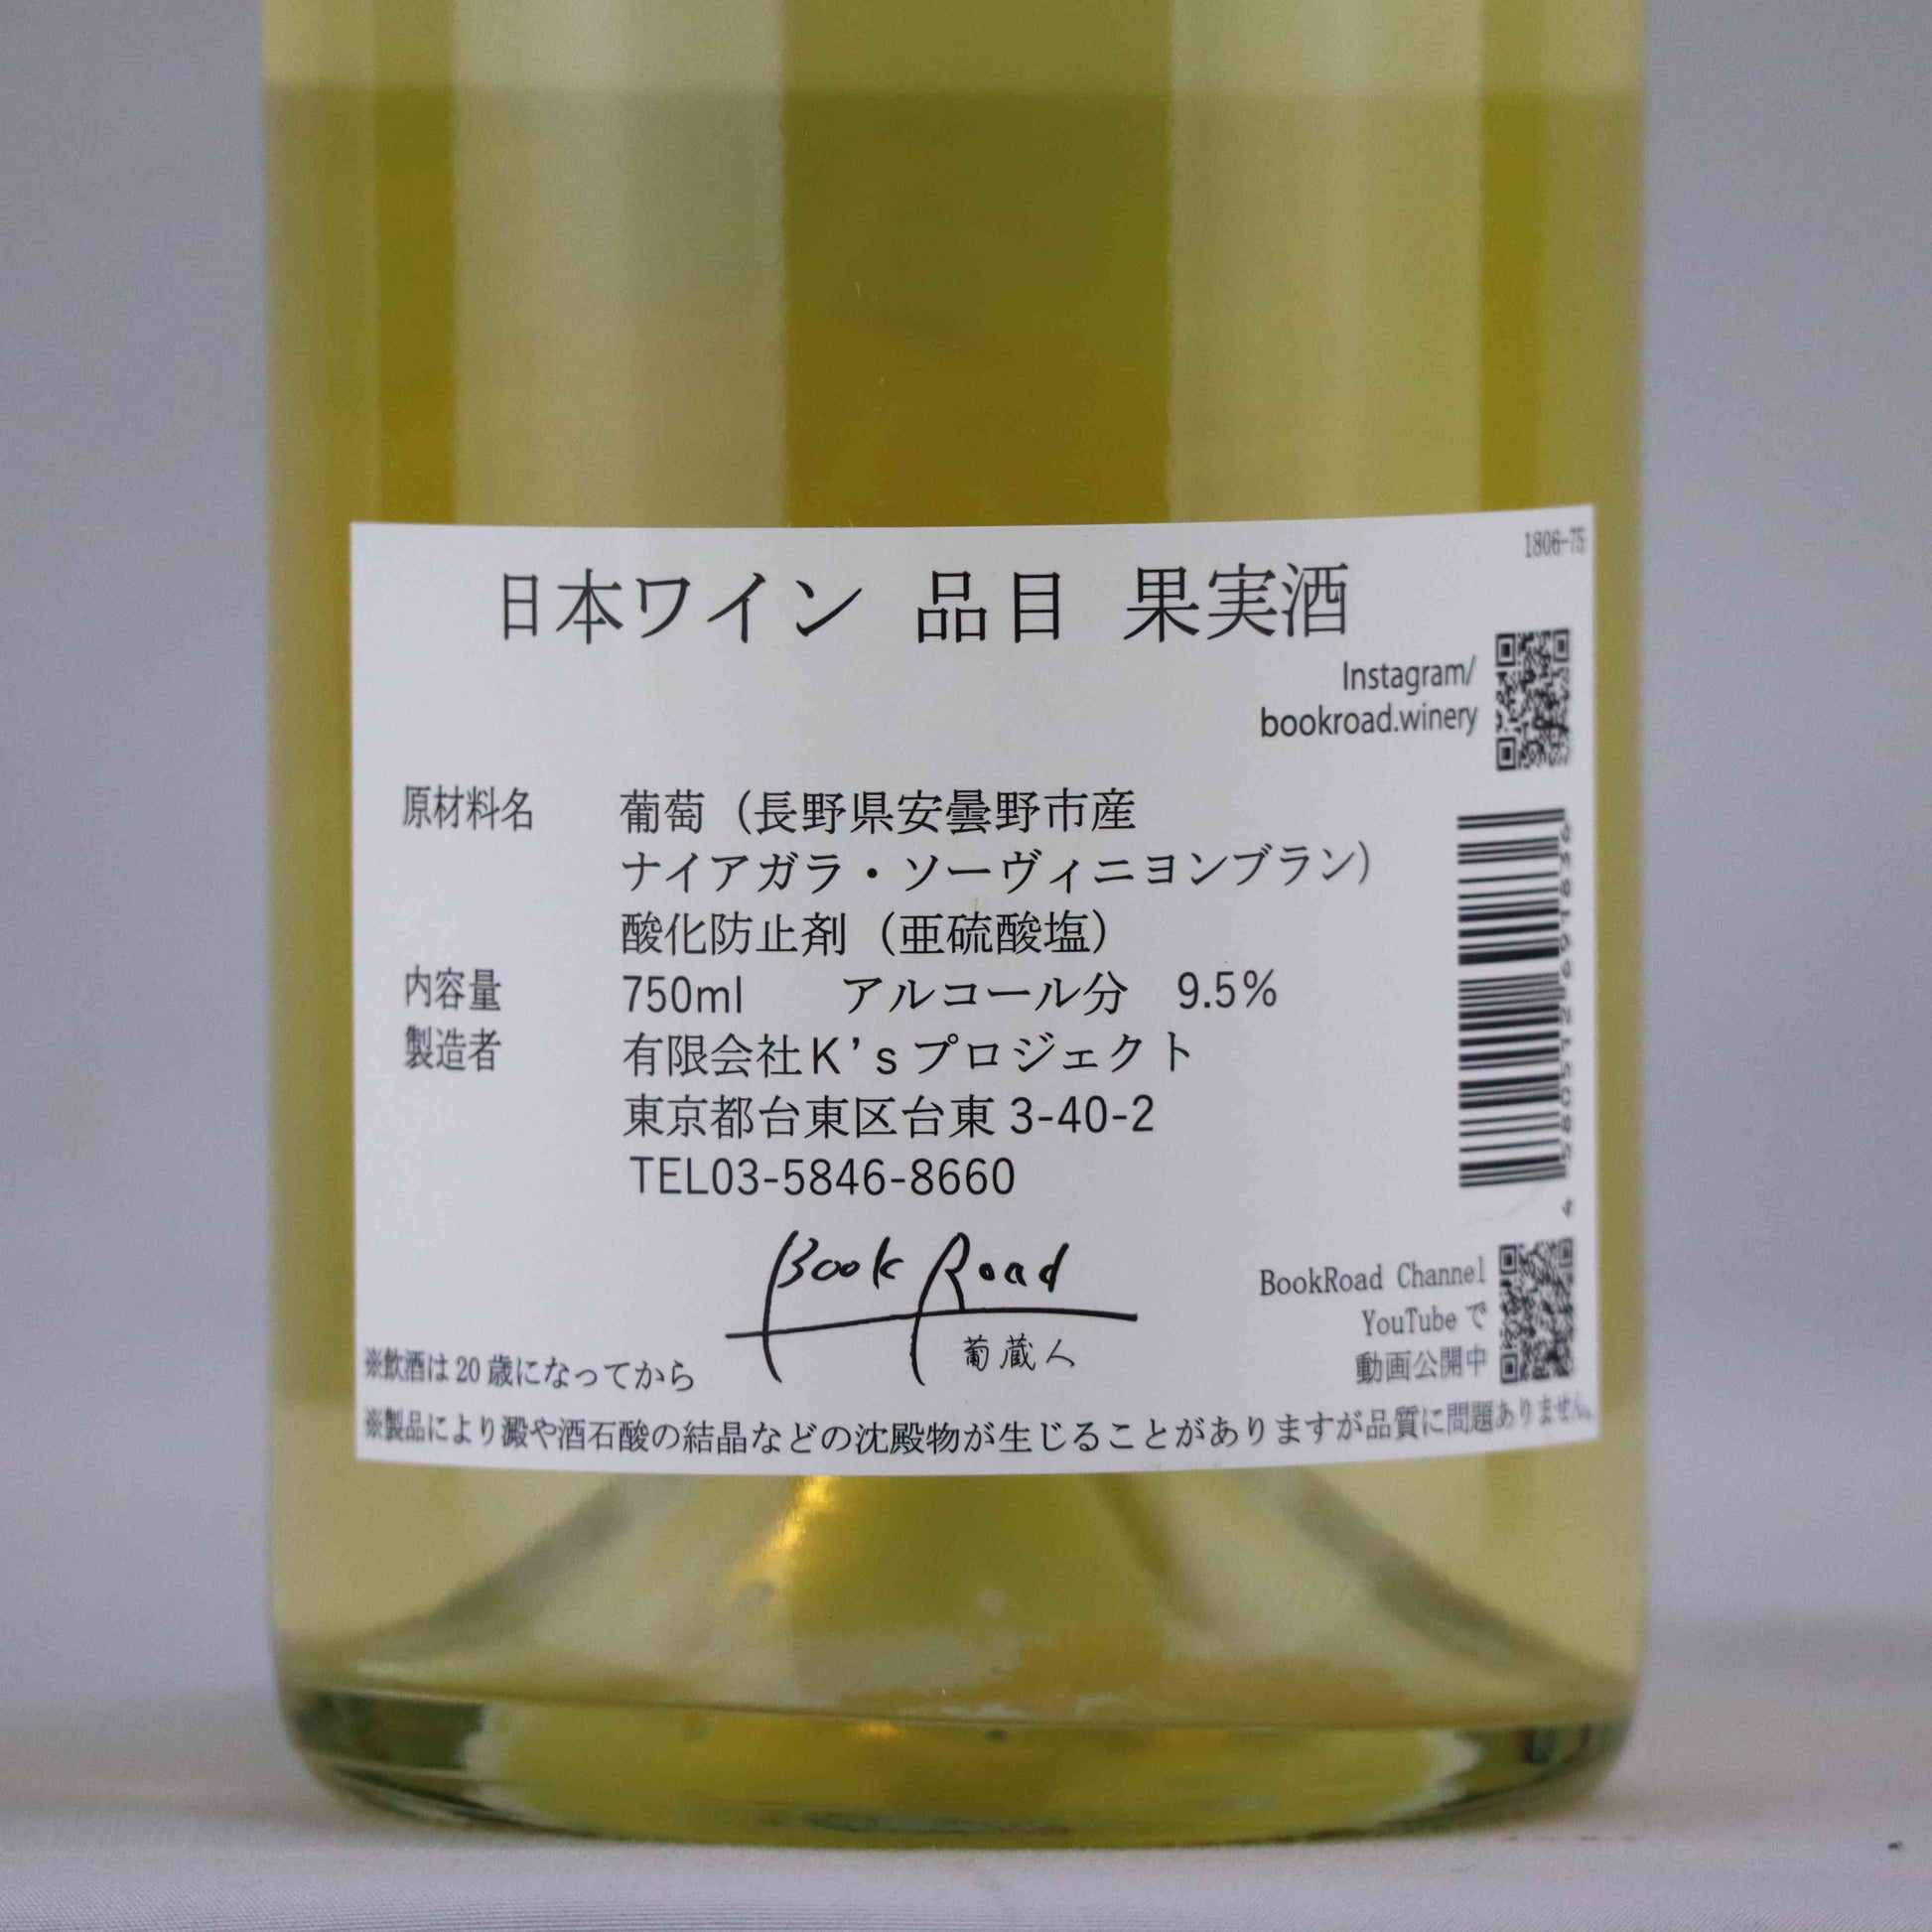 1806-75
日本ワイン 品目 果実酒
Instagram/
bookroad.winery
原材料名 葡萄（長野県安曇野市産
ナイアガラ・ソーヴィニヨンブラン）
酸化防止剤（亜硫酸塩）
内容量 750ml アルコール分 9.5%
製造者 有限会社K'sプロジェクト
東京都台東区台東 3-40-2
TEL03-5846-8660
Book Road
葡蔵人
BookRoad Channel
YouTubeで
動画公開中
※飲酒は20歳になってから
※製品により澱や酒石酸の結晶などの沈殿物が生じることがありますが品質に問題ありません。